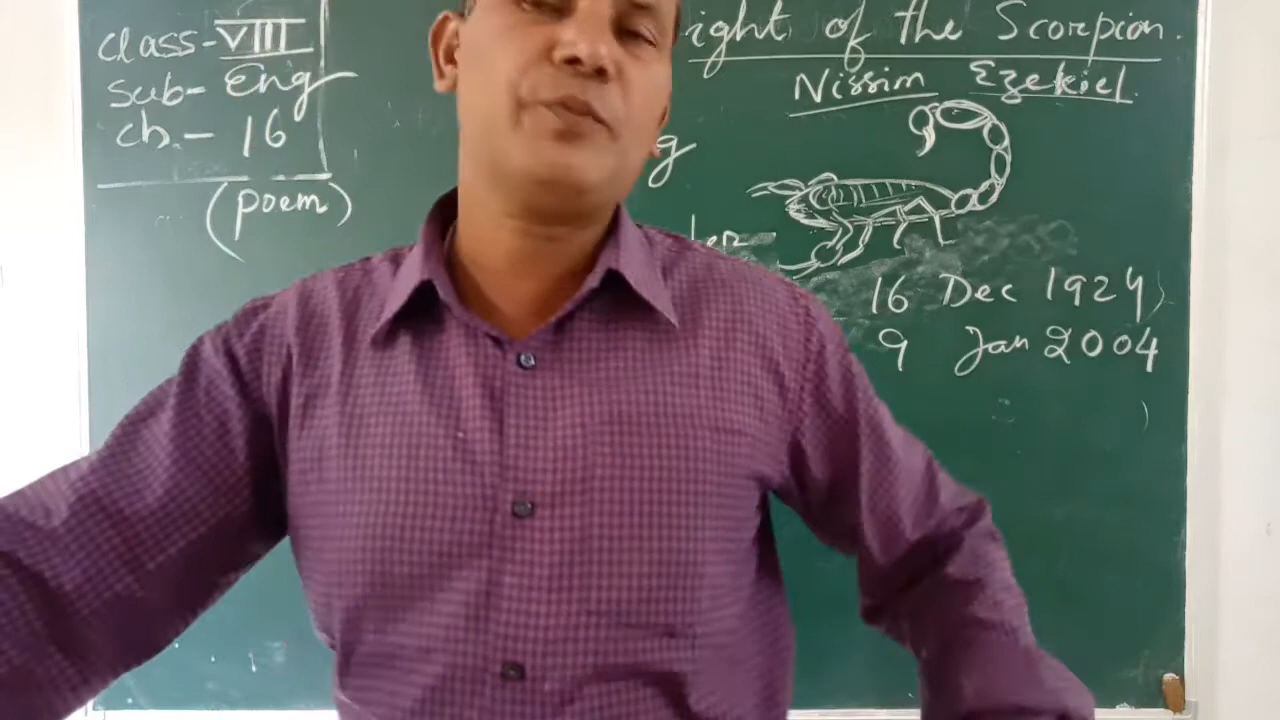 class-VIII
sub- Eng
ch.- 16
(poem)
ight of the Scorpion.
Nissim Ezekiel
g
16 Dec 1924
9 Jan 2004